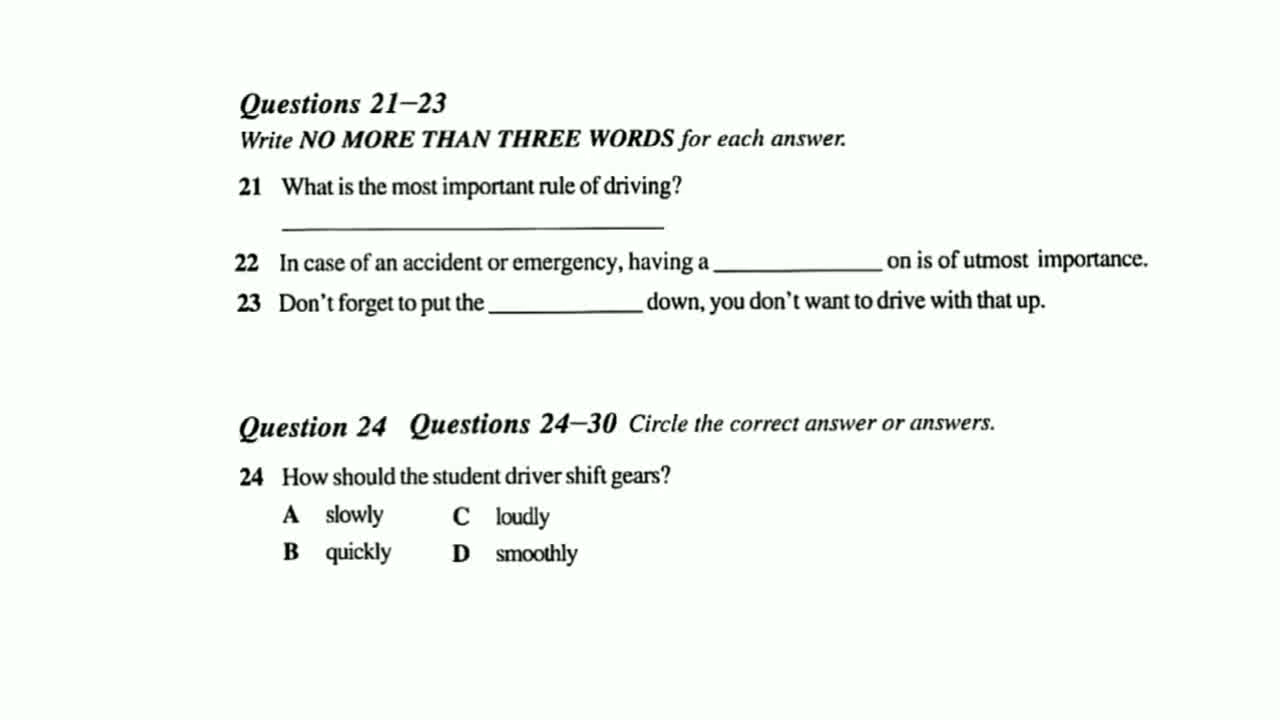 Questions 21–23
Write NO MORE THAN THREE WORDS for each answer.
21 What is the most important rule of driving?
22 In case of an accident or emergency, having a ____________ on is of utmost importance.
23 Don't forget to put the ___________ down, you don't want to drive with that up.
Question 24 Questions 24–30 Circle the correct answer or answers.
24 How should the student driver shift gears?
A slowly C loudly
B quickly D smoothly